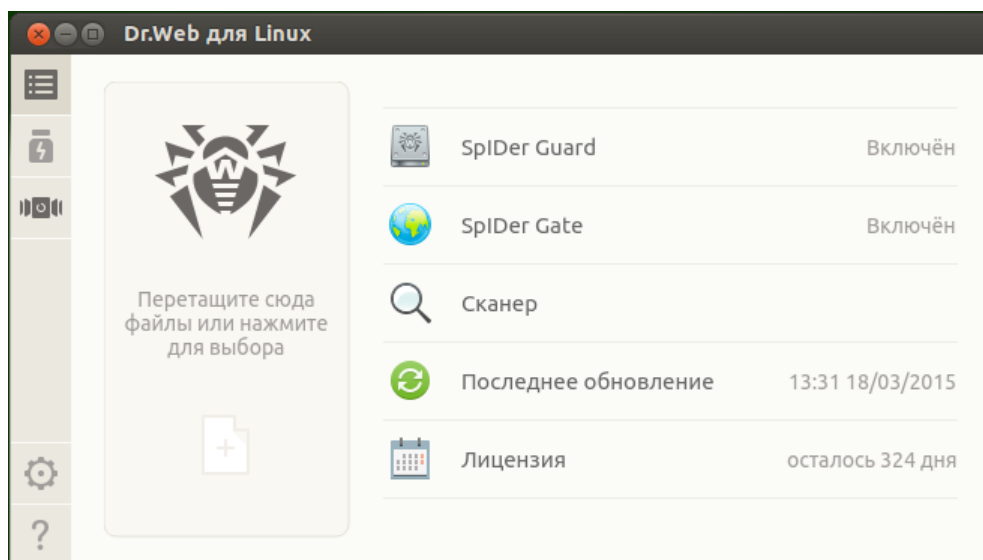 Dr.Web для Linux
Перетащите сюда
файлы или нажмите
для выбора
SpIDer Guard
Включён
SpIDer Gate
Включён
Сканер
Последнее обновление
13:31 18/03/2015
Лицензия
осталось 324 дня